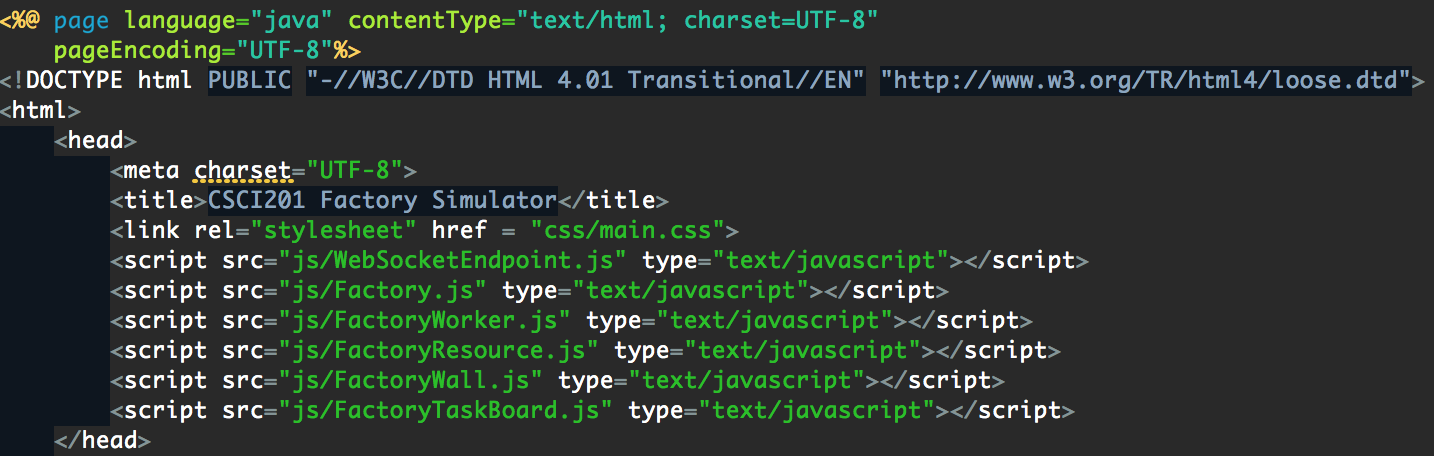 <%@ page language="java" contentType="text/html; charset=UTF-8"
    pageEncoding="UTF-8"%>
<!DOCTYPE html PUBLIC "-//W3C//DTD HTML 4.01 Transitional//EN" "http://www.w3.org/TR/html4/loose.dtd">
<html>
    <head>
        <meta charset="UTF-8">
        <title>CSCI201 Factory Simulator</title>
        <link rel="stylesheet" href = "css/main.css">
        <script src="js/WebSocketEndpoint.js" type="text/javascript"></script>
        <script src="js/Factory.js" type="text/javascript"></script>
        <script src="js/FactoryWorker.js" type="text/javascript"></script>
        <script src="js/FactoryResource.js" type="text/javascript"></script>
        <script src="js/FactoryWall.js" type="text/javascript"></script>
        <script src="js/FactoryTaskBoard.js" type="text/javascript"></script>
    </head>